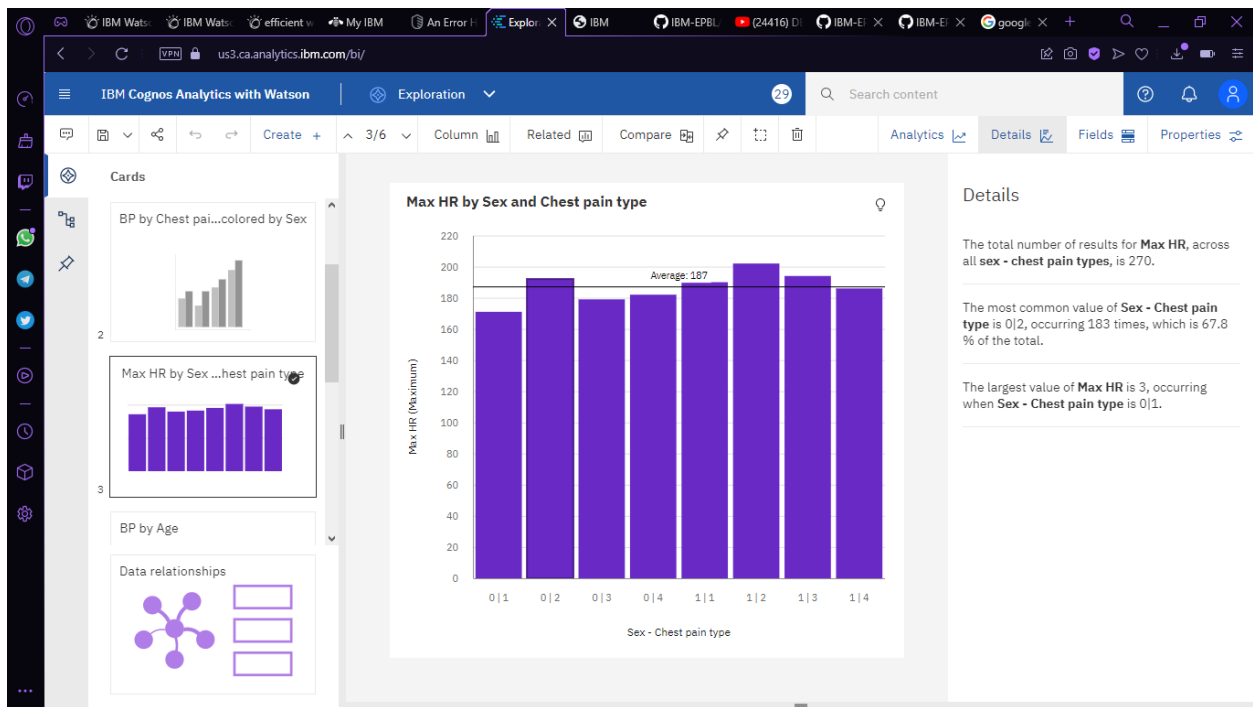 IBM Wats
IBM Wats
efficient w
My IBM
An Error H
Explor
IBM
IBM-EPBL/
(24416) D
IBM-EF
IBM-EF
google
VPN
us3.ca.analytics.ibm.com/bi/
IBM Cognos Analytics with Watson
Exploration
29
Search content
Create +
3/6
Column
Related
Compare
Analytics
Details
Fields
Properties
Cards
BP by Chest pai...colored by Sex
2
Max HR by Sex ...hest pain type
3
BP by Age
Data relationships
Max HR by Sex and Chest pain type
220
200
180
160
140
120
100
80
60
40
20
0
Average: 187
Max HR (Maximum)
0|1 0|2 0|3 0|4 1|1 1|2 1|3 1|4
Sex - Chest pain type
Details
The total number of results for Max HR, across
all sex - chest pain types, is 270.
The most common value of Sex - Chest pain
type is 0|2, occurring 183 times, which is 67.8
% of the total.
The largest value of Max HR is 3, occurring
when Sex - Chest pain type is 0|1.